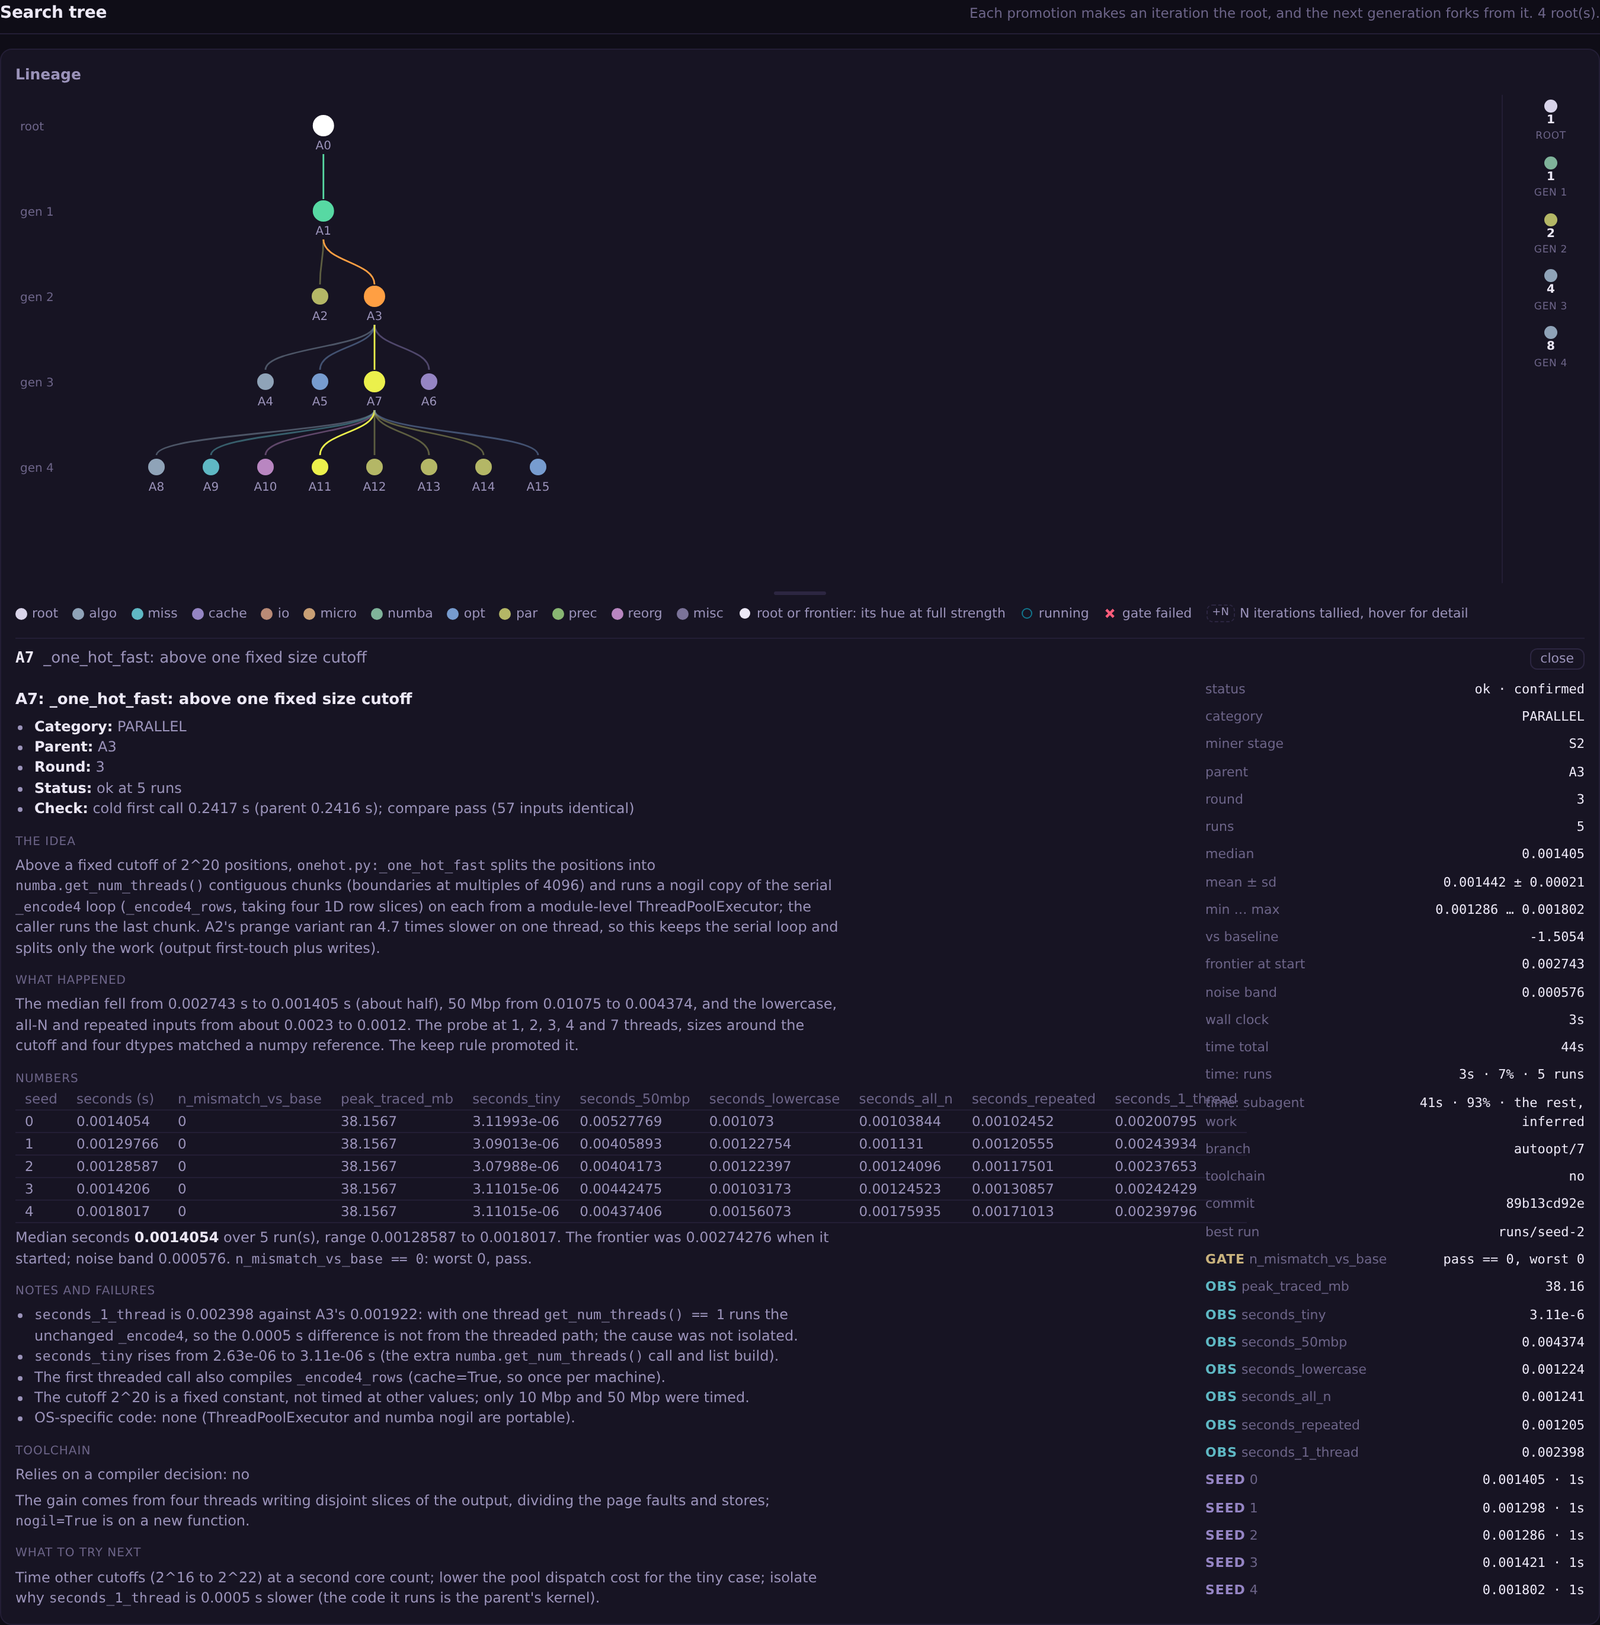 Search tree
Each promotion makes an iteration the root, and the next generation forks from it. 4 root(s).
Lineage
root
A0
gen 1
A1
gen 2
A2
A3
gen 3
A4
A5
A7
A6
gen 4
A8
A9
A10
A11
A12
A13
A14
A15
1
ROOT
1
GEN 1
2
GEN 2
4
GEN 3
8
GEN 4
root algo miss cache io micro numba opt par prec reorg misc root or frontier: its hue at full strength running gate failed +N N iterations tallied, hover for detail
A7 _one_hot_fast: above one fixed size cutoff
close
A7: _one_hot_fast: above one fixed size cutoff
• Category: PARALLEL
• Parent: A3
• Round: 3
• Status: ok at 5 runs
• Check: cold first call 0.2417 s (parent 0.2416 s); compare pass (57 inputs identical)
THE IDEA
Above a fixed cutoff of 2^20 positions, onehot.py:_one_hot_fast splits the positions into
numba.get_num_threads() contiguous chunks (boundaries at multiples of 4096) and runs a nogil copy of the serial
_encode4 loop (_encode4_rows, taking four 1D row slices) on each from a module-level ThreadPoolExecutor; the
caller runs the last chunk. A2's prange variant ran 4.7 times slower on one thread, so this keeps the serial loop and
splits only the work (output first-touch plus writes).
WHAT HAPPENED
The median fell from 0.002743 s to 0.001405 s (about half), 50 Mbp from 0.01075 to 0.004374, and the lowercase,
all-N and repeated inputs from about 0.0023 to 0.0012. The probe at 1, 2, 3, 4 and 7 threads, sizes around the
cutoff and four dtypes matched a numpy reference. The keep rule promoted it.
NUMBERS
seed seconds (s) n_mismatch_vs_base peak_traced_mb seconds_tiny seconds_50mbp seconds_lowercase seconds_all_n seconds_repeated seconds_1_thread
0 0.0014054 0 38.1567 3.11993e-06 0.00527769 0.001073 0.00103844 0.00102452 0.00200795
1 0.00129766 0 38.1567 3.09013e-06 0.00405893 0.00122754 0.001131 0.00120555 0.00243934
2 0.00128587 0 38.1567 3.07988e-06 0.00404173 0.00122397 0.00124096 0.00117501 0.00237653
3 0.0014206 0 38.1567 3.11015e-06 0.00442475 0.00103173 0.00124523 0.00130857 0.00242429
4 0.0018017 0 38.1567 3.11015e-06 0.00437406 0.00156073 0.00175935 0.00171013 0.00239796
Median seconds 0.0014054 over 5 run(s), range 0.00128587 to 0.0018017. The frontier was 0.00274276 when it
started; noise band 0.000576. n_mismatch_vs_base == 0: worst 0, pass.
NOTES AND FAILURES
• seconds_1_thread is 0.002398 against A3's 0.001922: with one thread get_num_threads() == 1 runs the
unchanged _encode4, so the 0.0005 s difference is not from the threaded path; the cause was not isolated.
• seconds_tiny rises from 2.63e-06 to 3.11e-06 s (the extra numba.get_num_threads() call and list build).
• The first threaded call also compiles _encode4_rows (cache=True, so once per machine).
• The cutoff 2^20 is a fixed constant, not timed at other values; only 10 Mbp and 50 Mbp were timed.
• OS-specific code: none (ThreadPoolExecutor and numba nogil are portable).
TOOLCHAIN
Relies on a compiler decision: no
The gain comes from four threads writing disjoint slices of the output, dividing the page faults and stores;
nogil=True is on a new function.
WHAT TO TRY NEXT
Time other cutoffs (2^16 to 2^22) at a second core count; lower the pool dispatch cost for the tiny case; isolate
why seconds_1_thread is 0.0005 s slower (the code it runs is the parent's kernel).
status ok · confirmed
category PARALLEL
miner stage S2
parent A3
round 3
runs 5
median 0.001405
mean ± sd 0.001442 ± 0.00021
min … max 0.001286 … 0.001802
vs baseline -1.5054
frontier at start 0.002743
noise band 0.000576
wall clock 3s
time total 44s
time: runs 3s · 7% · 5 runs
time: subagent 41s · 93% · the rest,
work inferred
branch autoopt/7
toolchain no
commit 89b13cd92e
best run runs/seed-2
GATE n_mismatch_vs_base pass == 0, worst 0
OBS peak_traced_mb 38.16
OBS seconds_tiny 3.11e-6
OBS seconds_50mbp 0.004374
OBS seconds_lowercase 0.001224
OBS seconds_all_n 0.001241
OBS seconds_repeated 0.001205
OBS seconds_1_thread 0.002398
SEED 0 0.001405 · 1s
SEED 1 0.001298 · 1s
SEED 2 0.001286 · 1s
SEED 3 0.001421 · 1s
SEED 4 0.001802 · 1s